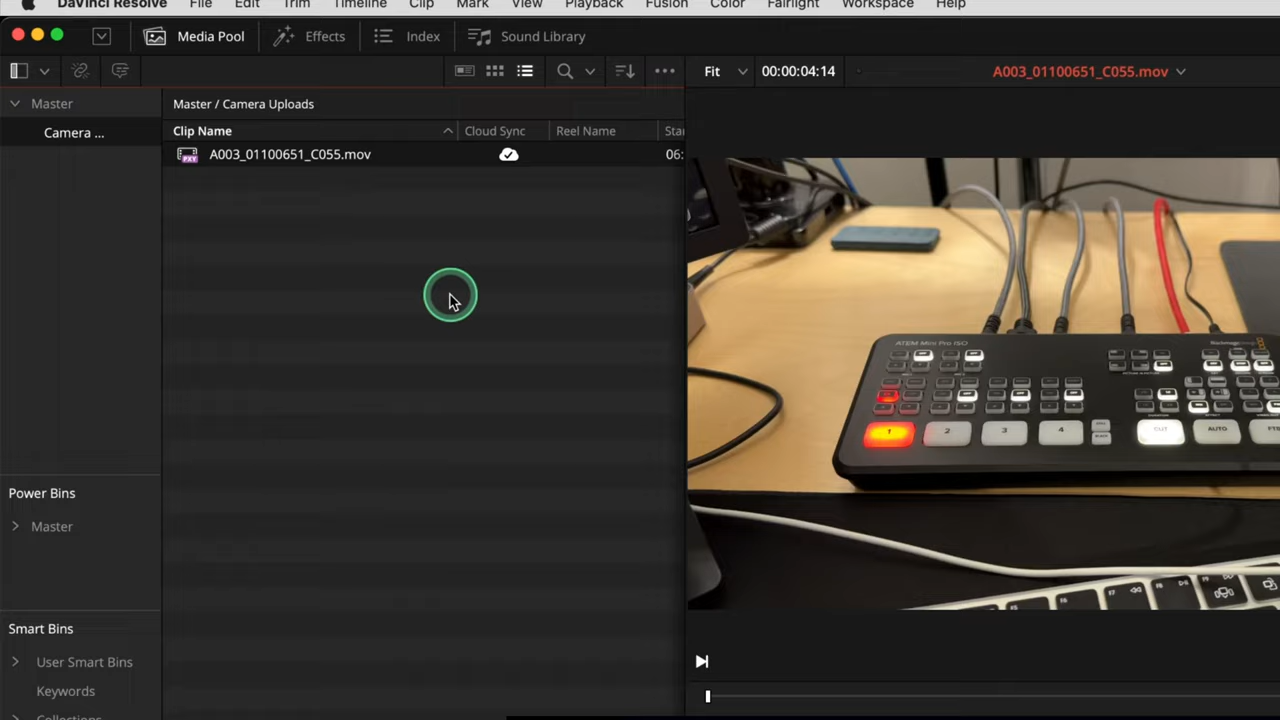 DaVinci Resolve File Edit Trim Timeline Clip Mark View Playback Fusion Color Fairlight Workspace Help
Media Pool Effects Index Sound Library
Fit 00:00:04:14 A003_01100651_C055.mov
Master Master / Camera Uploads
Camera ... Clip Name Cloud Sync Reel Name
A003_01100651_C055.mov 06:
PXY
ATEM Mini Pro ISO
1 2 3 4 CUT AUTO
Power Bins
Master
Smart Bins
User Smart Bins
Keywords
Collections